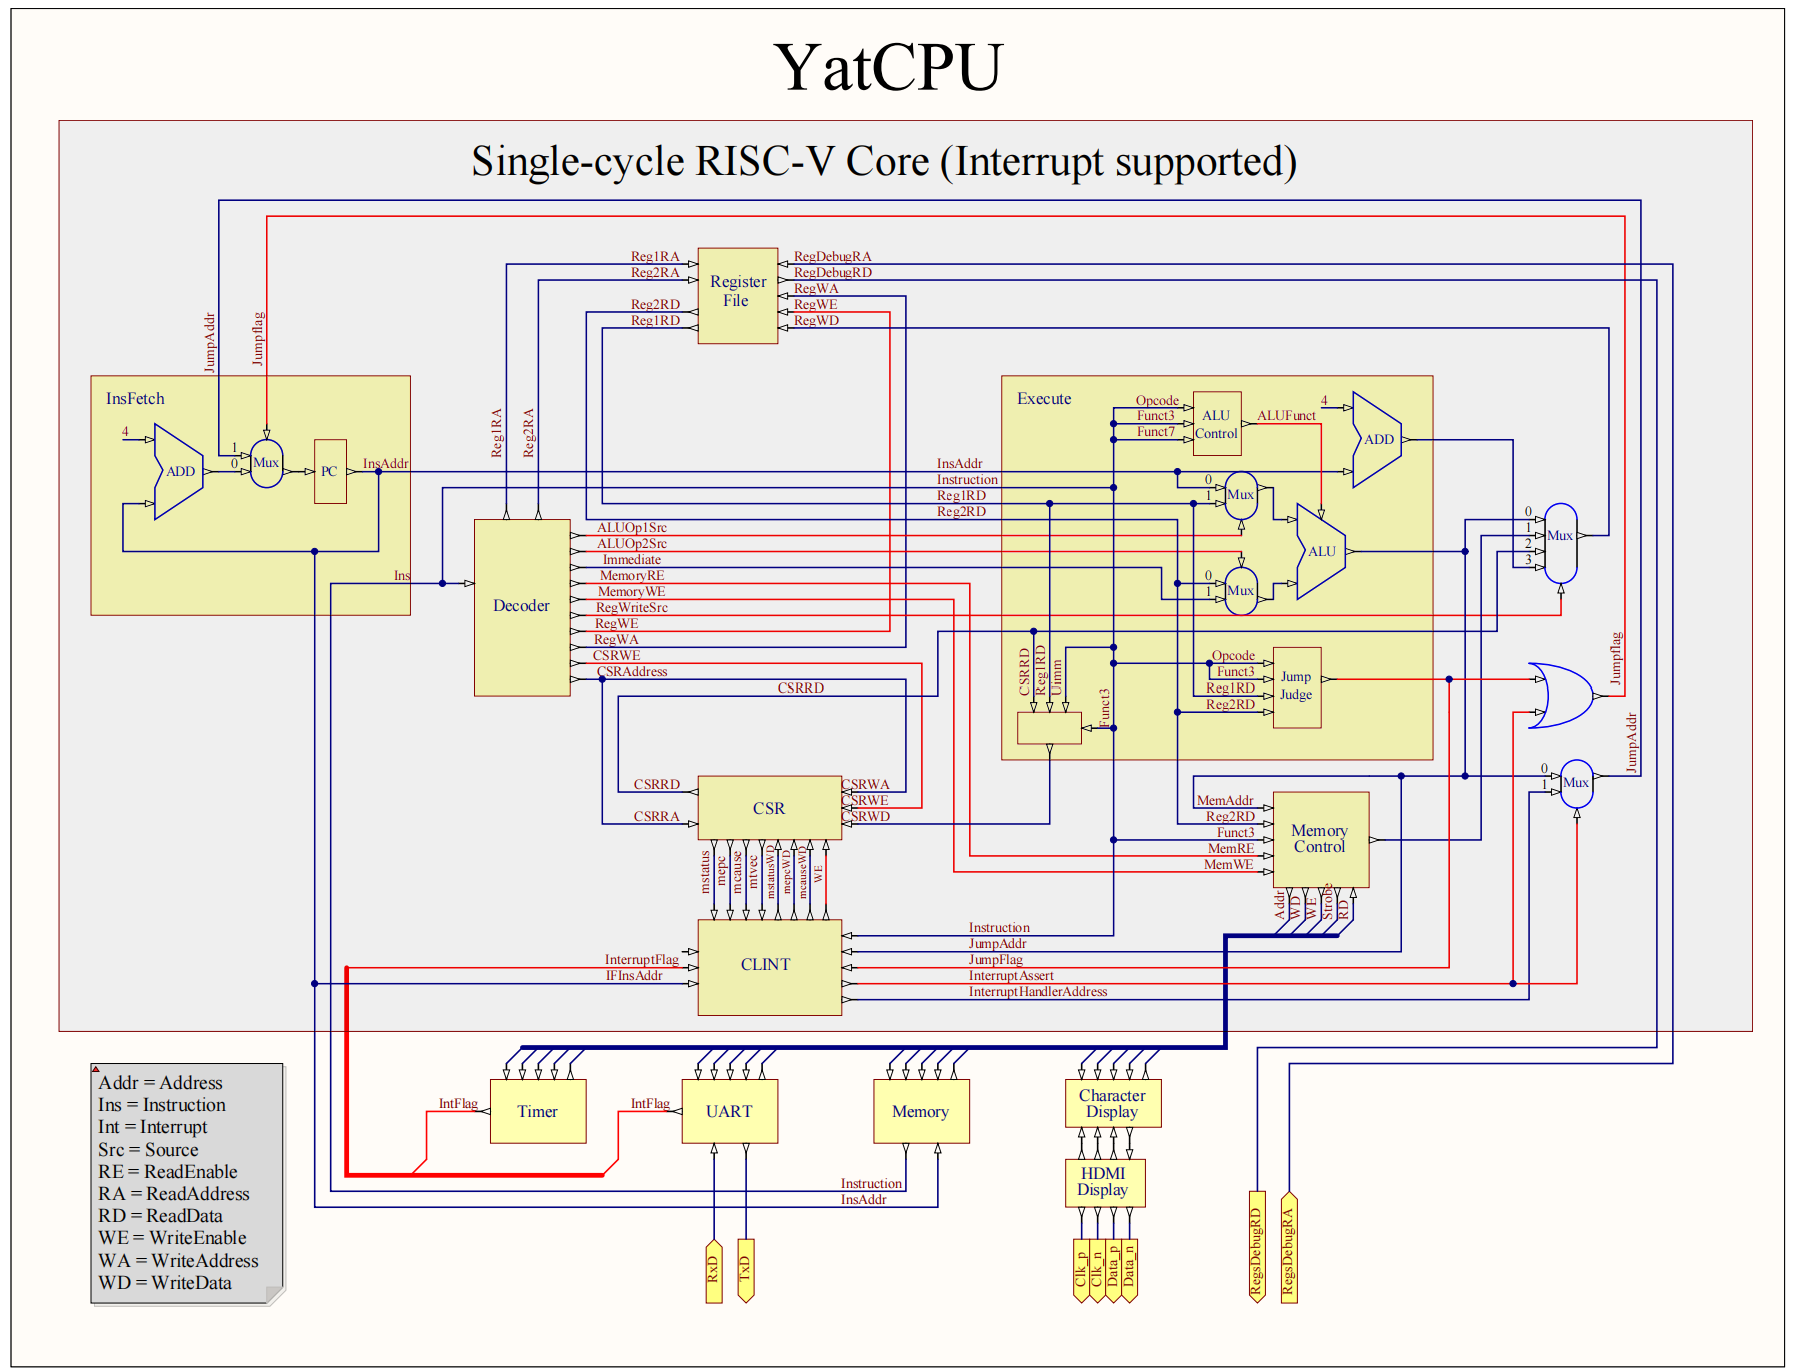 YatCPU
Single-cycle RISC-V Core (Interrupt supported)
JumpAddr
Jumpflag
Reg1RA
Reg2RA
Reg2RD
Reg1RD
Register
File
RegDebugRA
RegDebugRD
RegWA
RegWE
RegWD
InsFetch
4
ADD
1
0
Mux
PC
InsAddr
Ins
Reg1RA
Reg2RA
Decoder
ALUOp1Src
ALUOp2Src
Immediate
MemoryRE
MemoryWE
RegWriteSrc
RegWE
RegWA
CSRWE
CSRAddress
CSRRD
InsAddr
Instruction
Reg1RD
Reg2RD
Execute
Opcode
Funct3
Funct7
ALU
Control
ALUFunct
4
ADD
0
1
Mux
ALU
0
1
Mux
CSRRD
Reg1RD
Uimm
Funct3
Opcode
Funct3
Reg1RD
Reg2RD
Jump
Judge
0
1
2
3
Mux
Jumpflag
JumpAddr
0
1
Mux
CSRRD
CSRRA
CSR
CSRWA
CSRWE
CSRWD
mstatus
mepc
mcause
mtvec
mstatusWD
mepcWD
mcauseWD
WE
MemAddr
Reg2RD
Funct3
MemRE
MemWE
Memory
Control
Addr
WD
WE
Strobe
RD
InterruptFlag
IFInsAddr
CLINT
Instruction
JumpAddr
JumpFlag
InterruptAssert
InterruptHandlerAddress
Addr = Address
Ins = Instruction
Int = Interrupt
Src = Source
RE = ReadEnable
RA = ReadAddress
RD = ReadData
WE = WriteEnable
WA = WriteAddress
WD = WriteData
IntFlag
Timer
IntFlag
UART
Memory
Character
Display
HDMI
Display
Instruction
InsAddr
RxD
TxD
Clk_p
Clk_n
Data_p
Data_n
RegsDebugRD
RegsDebugRA